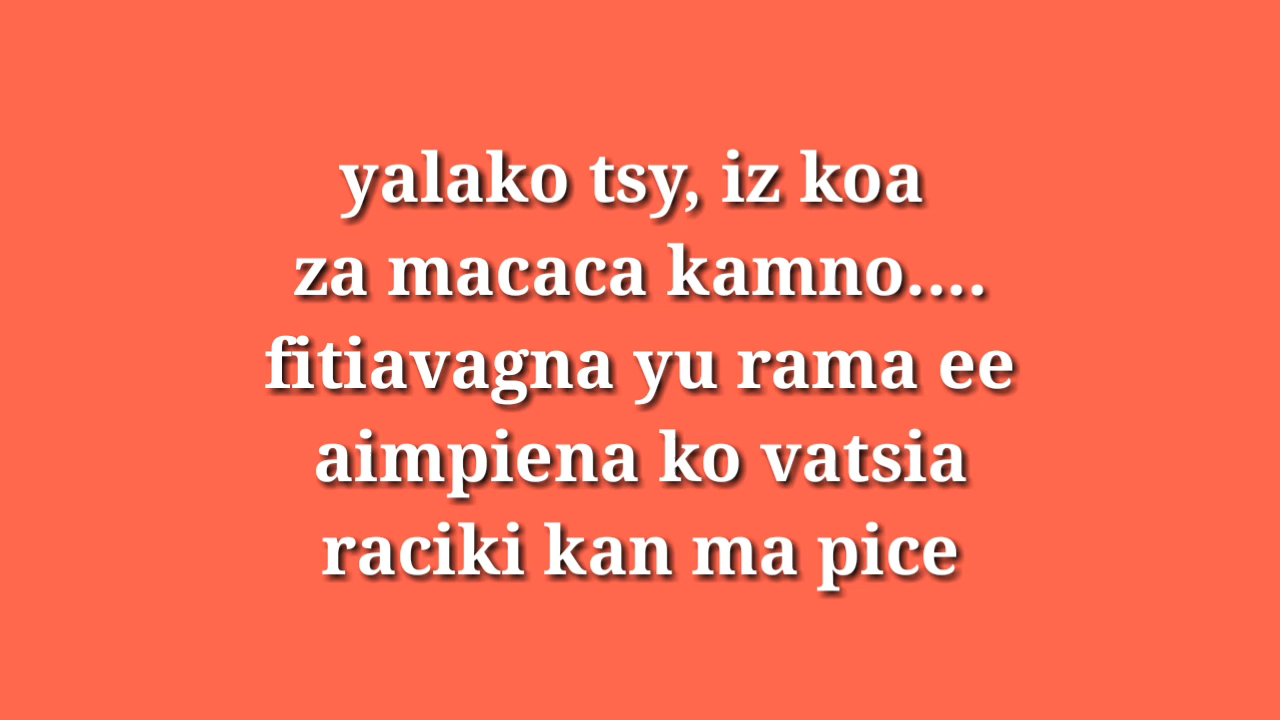 yalako tsy, iz koa
za macaca kamno....
fitiavagna yu rama ee
aimpiena ko vatsia
raciki kan ma pice